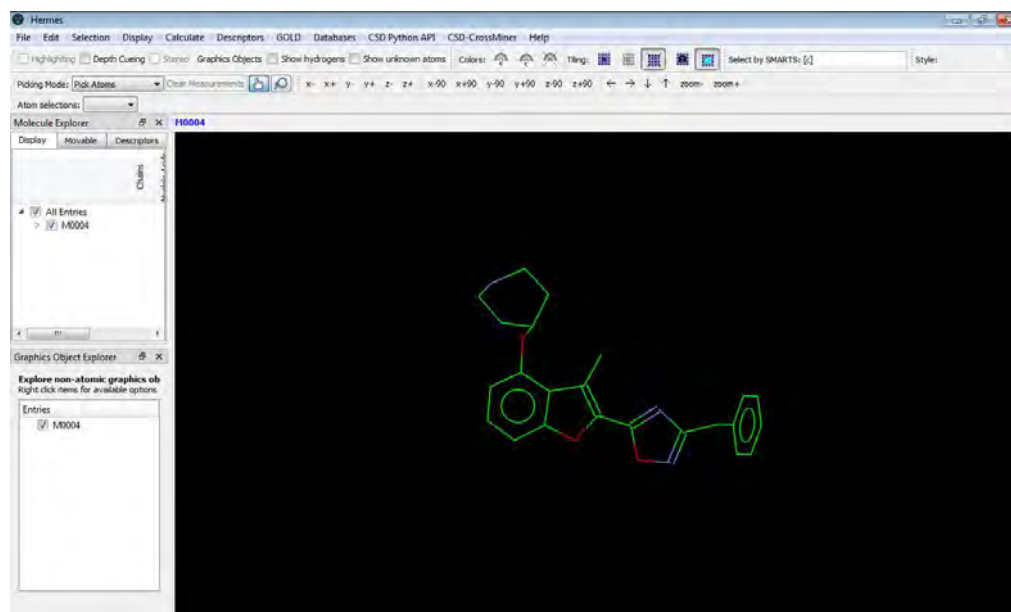 Hermes
File Edit Selection Display Calculate Descriptors GOLD Databases CSD Python API CSD-CrossMiner Help
Highlighting Depth Cueing Stereo Graphics Objects Show hydrogens Show unknown atoms Colors: Tiling: Select by SMARTS: [c] Style:
Picking Mode: Pick Atoms Clear Measurements x- x+ y- y+ z- z+ x-90 x+90 y-90 y+90 z-90 z+90 ← → ↓ ↑ zoom- zoom+
Atom selections:
Molecule Explorer M0004
Display Movable Descriptors
Chains
All Entries
M0004
Graphics Object Explorer
Explore non-atomic graphics ob
Right click items for available options
Entries
M0004